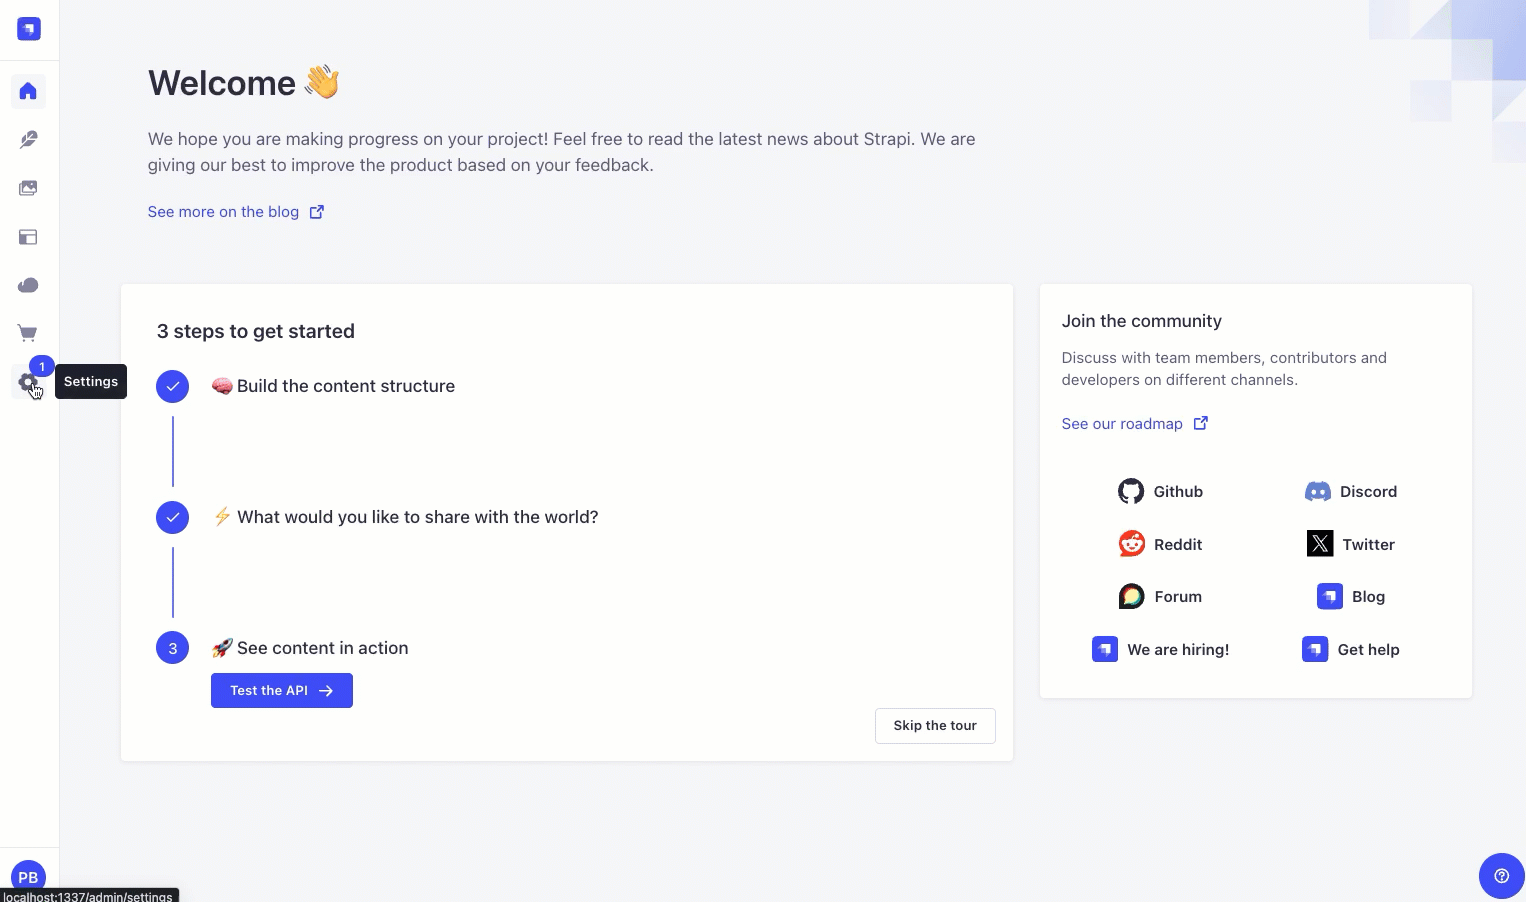 Welcome 👋
We hope you are making progress on your project! Feel free to read the latest news about Strapi. We are
giving our best to improve the product based on your feedback.
See more on the blog
1
Settings
3 steps to get started
🧠 Build the content structure
⚡ What would you like to share with the world?
3
🚀 See content in action
Test the API
Skip the tour
Join the community
Discuss with team members, contributors and
developers on different channels.
See our roadmap
Github
Discord
Reddit
Twitter
Forum
Blog
We are hiring!
Get help
PB
localhost:1337/admin/settings